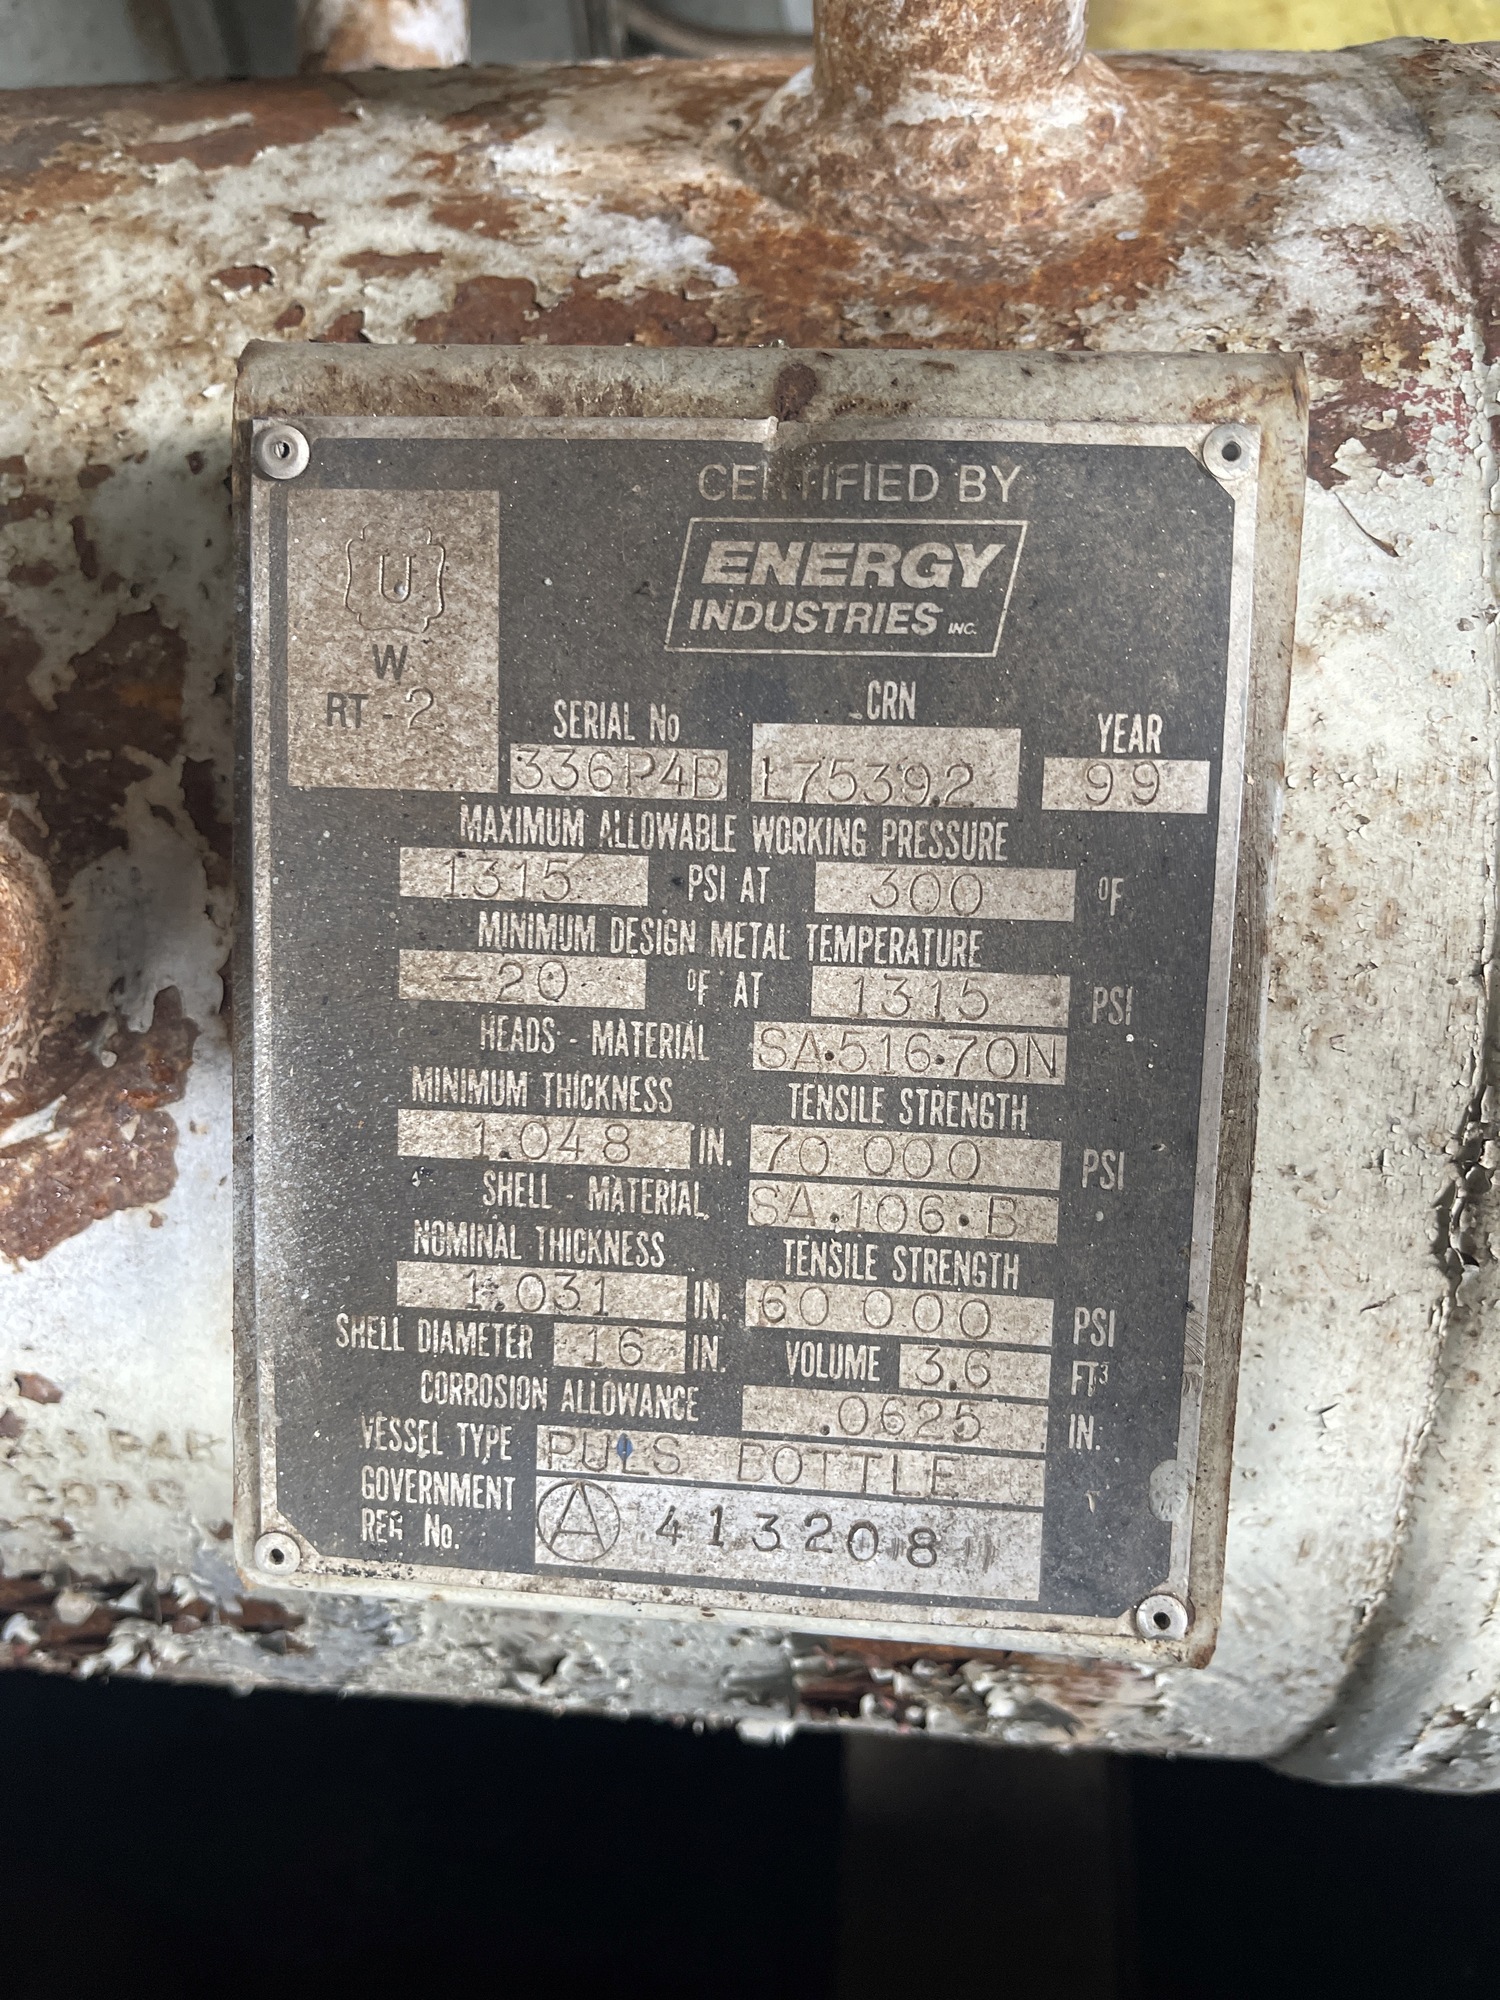 CERTIFIED BY
ENERGY
INDUSTRIES INC.
U
W
RT-2
SERIAL No CRN YEAR
336P4B L75392 99
MAXIMUM ALLOWABLE WORKING PRESSURE
1315 PSI AT 300 °F
MINIMUM DESIGN METAL TEMPERATURE
-20 °F AT 1315 PSI
HEADS - MATERIAL SA.516.70N
MINIMUM THICKNESS TENSILE STRENGTH
1.048 IN. 70 000 PSI
SHELL - MATERIAL SA.106.B
NOMINAL THICKNESS TENSILE STRENGTH
1.031 IN. 60 000 PSI
SHELL DIAMETER 16 IN. VOLUME 3.6 FT³
CORROSION ALLOWANCE .0625 IN.
VESSEL TYPE PULS BOTTLE
GOVERNMENT
REG No. A 413208